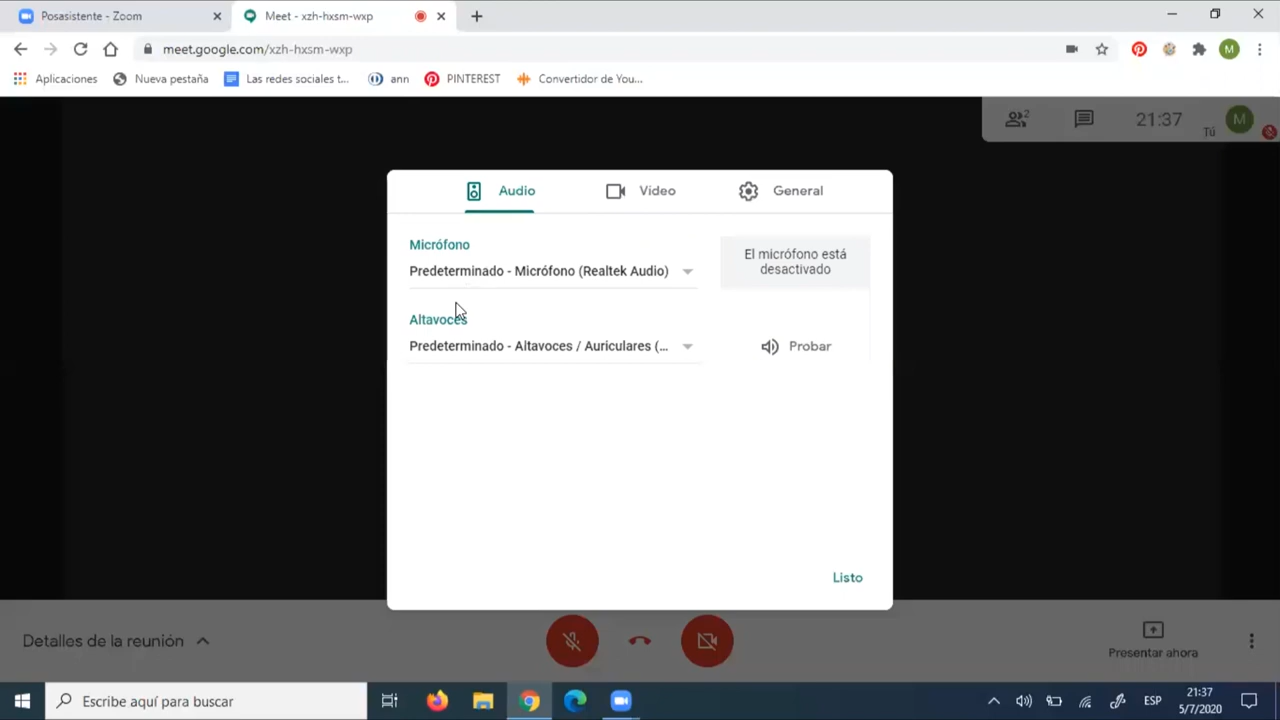 Posasistente - Zoom
Meet - xzh-hxsm-wxp
meet.google.com/xzh-hxsm-wxp
M
Aplicaciones
Nueva pestaña
Las redes sociales t...
ann
PINTEREST
Convertidor de You...
2
21:37
Tú
M
Audio
Video
General
Micrófono
Predeterminado - Micrófono (Realtek Audio)
El micrófono está
desactivado
Altavoces
Predeterminado - Altavoces / Auriculares (...
Probar
Listo
Detalles de la reunión
Presentar ahora
Escribe aquí para buscar
ESP
21:37
5/7/2020